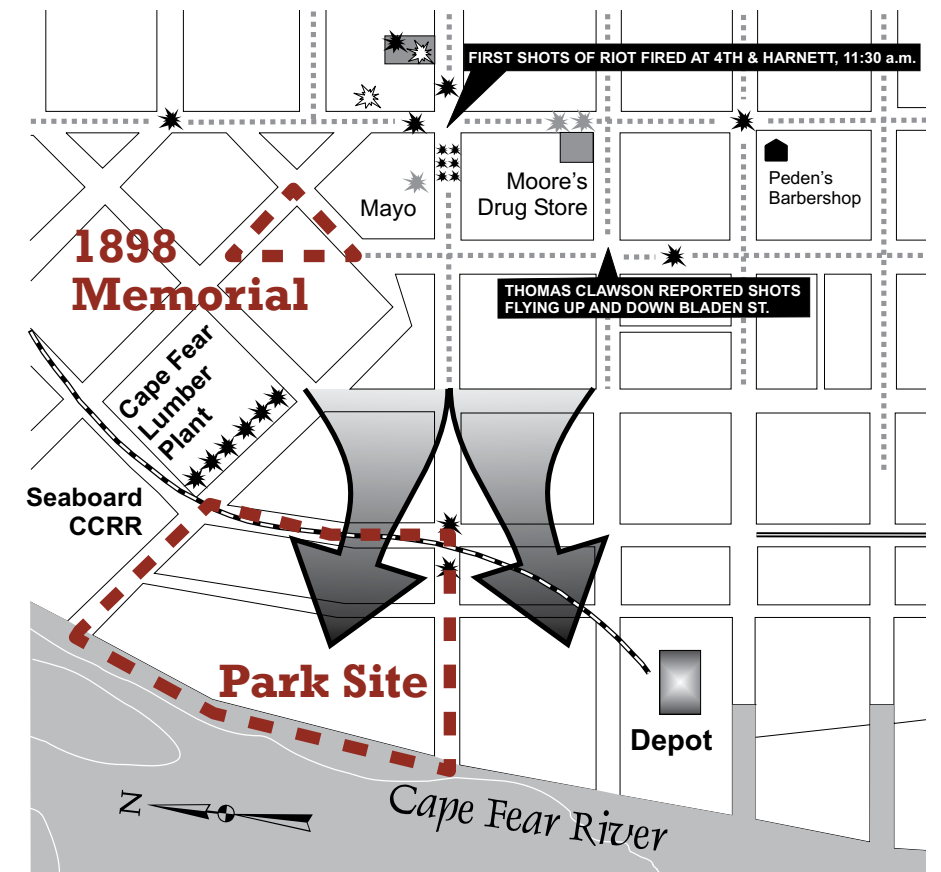 FIRST SHOTS OF RIOT FIRED AT 4TH & HARNETT, 11:30 a.m.
Moore's
Drug Store
Mayo
Peden's
Barbershop
1898
Memorial
THOMAS CLAWSON REPORTED SHOTS
FLYING UP AND DOWN BLADEN ST.
Cape Fear
Lumber
Plant
Seaboard
CCRR
Park Site
Depot
N
Cape Fear River